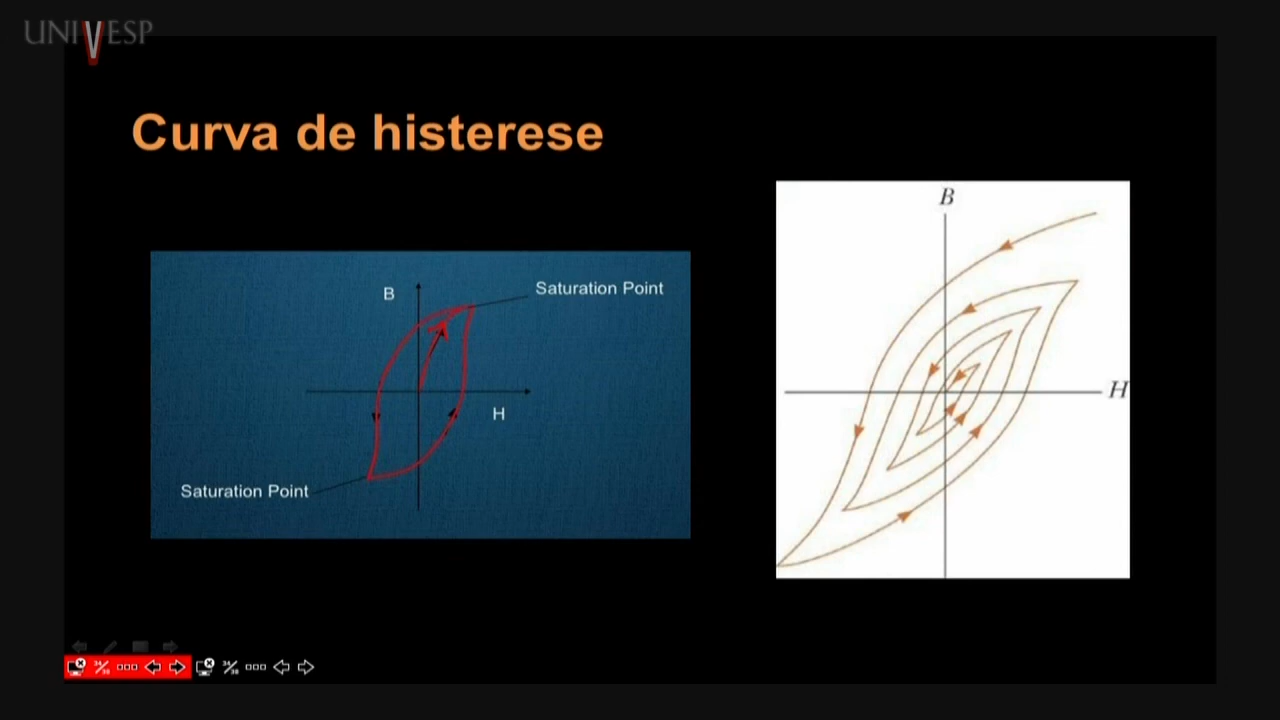 UNIVESP
Curva de histerese
B
Saturation Point
H
Saturation Point
B
H